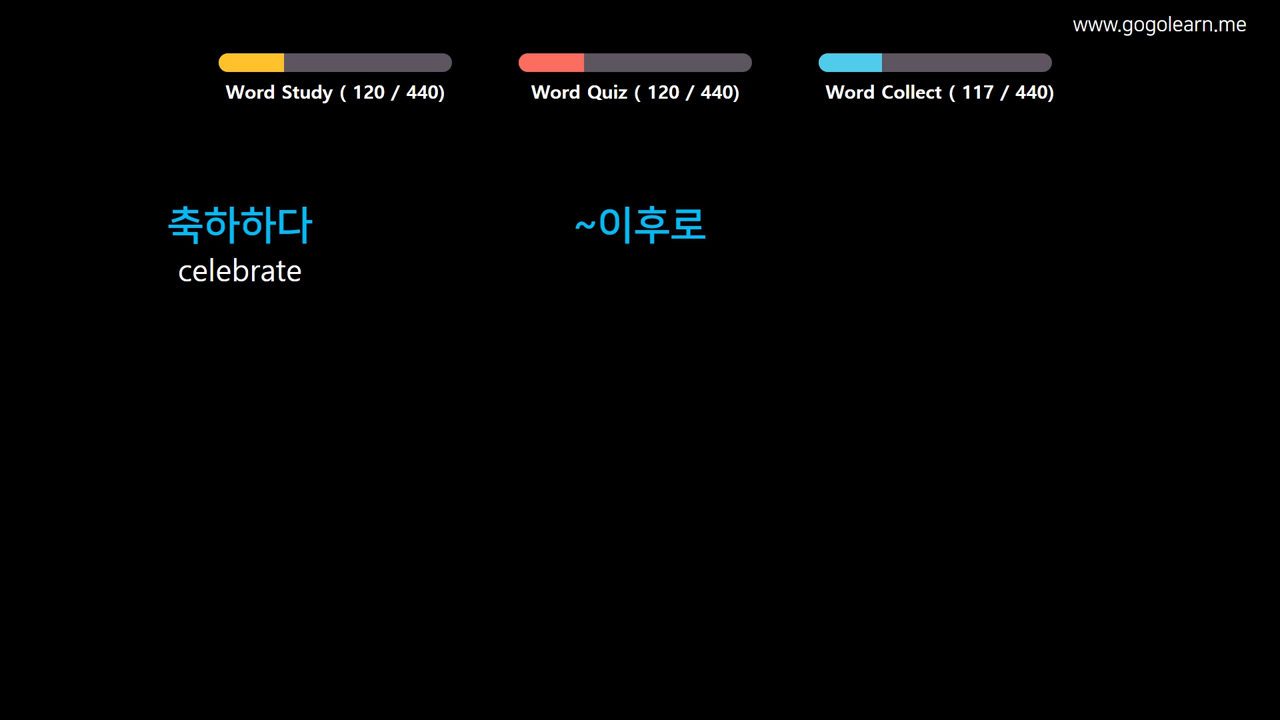 www.gogolearn.me
Word Study ( 120 / 440)
Word Quiz ( 120 / 440)
Word Collect ( 117 / 440)
축하하다
~이후로
celebrate